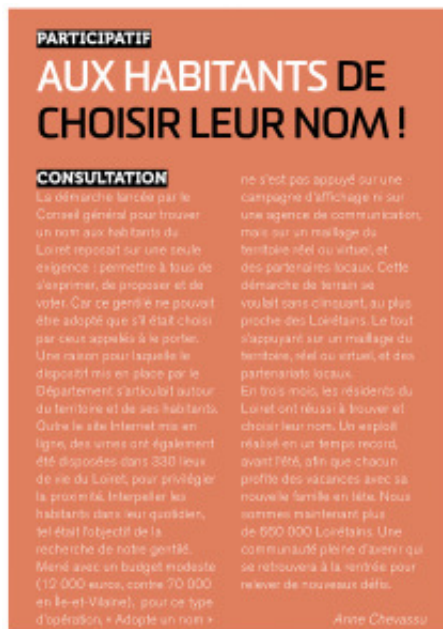 PARTICIPATIF
AUX HABITANTS DE
CHOISIR LEUR NOM !
CONSULTATION
La démarche lancée par le
Conseil général pour trouver
un nom aux habitants du
Loiret reposait sur une seule
exigence : permettre à tous de
s'exprimer, de proposer et de
voter. Car ce gentilé ne pouvait
être adopté que s'il était choisi
par ceux appelés à le porter.
Une raison pour laquelle le
dispositif mis en place par le
Département s'articulait autour
du territoire et de ses habitants.
Outre le site Internet mis en
ligne, des urnes ont également
été disposées dans 330 lieux
de vie du Loiret, pour privilégier
la proximité. Interpeller les
habitants dans leur quotidien,
tel était l'objectif de la
recherche de notre gentilé.
Mené avec un budget modeste
(12 000 euros, contre 70 000
en Île-et-Vilaine), pour ce type
d'opération, « Adopte un nom »
ne s'est pas appuyé sur une
campagne d'affichage ni sur
une agence de communication,
mais sur un maillage du
territoire réel ou virtuel, et
des partenaires locaux. Cette
démarche de terrain se
voulait sans clinquant, au plus
proche des Loirétains. Le tout
s'appuyant sur un maillage du
territoire, réel ou virtuel, et des
partenariats locaux.
En trois mois, les résidents du
Loiret ont réussi à trouver et
choisir leur nom. Un exploit
réalisé en un temps record,
avant l'été, afin que chacun
profite des vacances avec sa
nouvelle famille en tête. Nous
sommes maintenant plus
de 660 000 Loirétains. Une
communauté pleine d'avenir qui
se retrouvera à la rentrée pour
relever de nouveaux défis.
Anne Chevassu